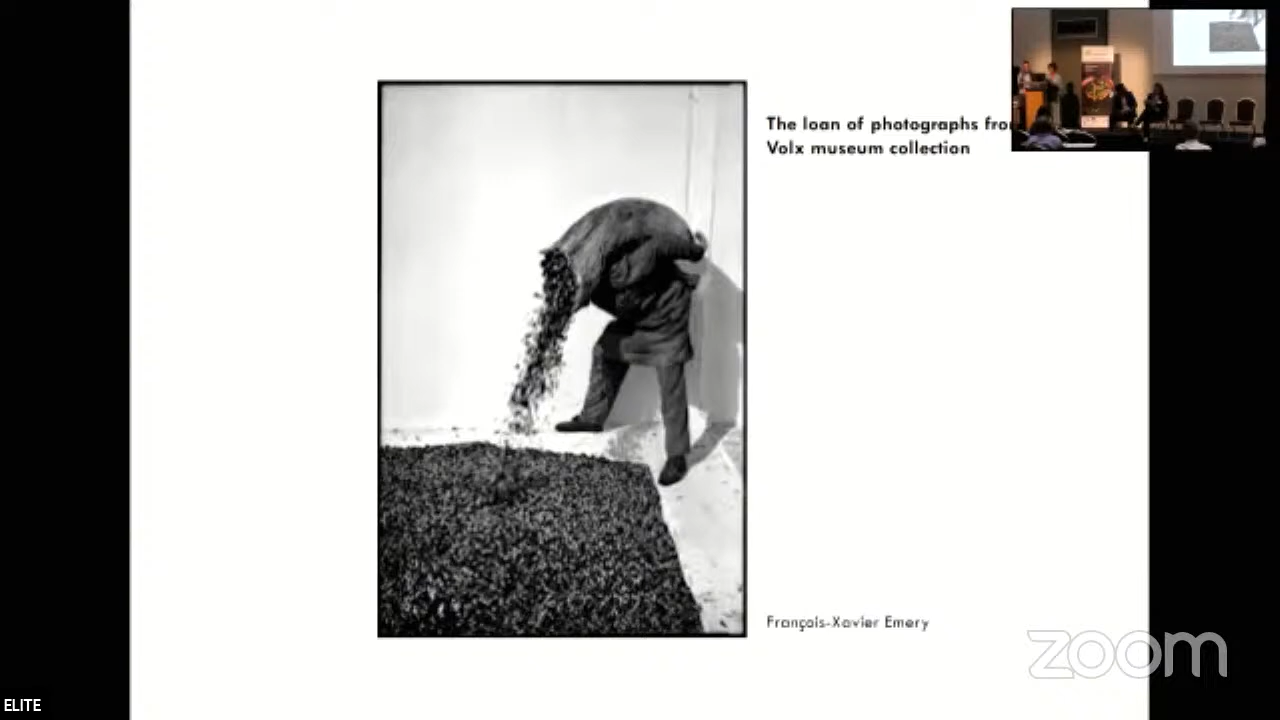 The loan of photographs fro
Volx museum collection
François-Xavier Emery
zoom
ELITE